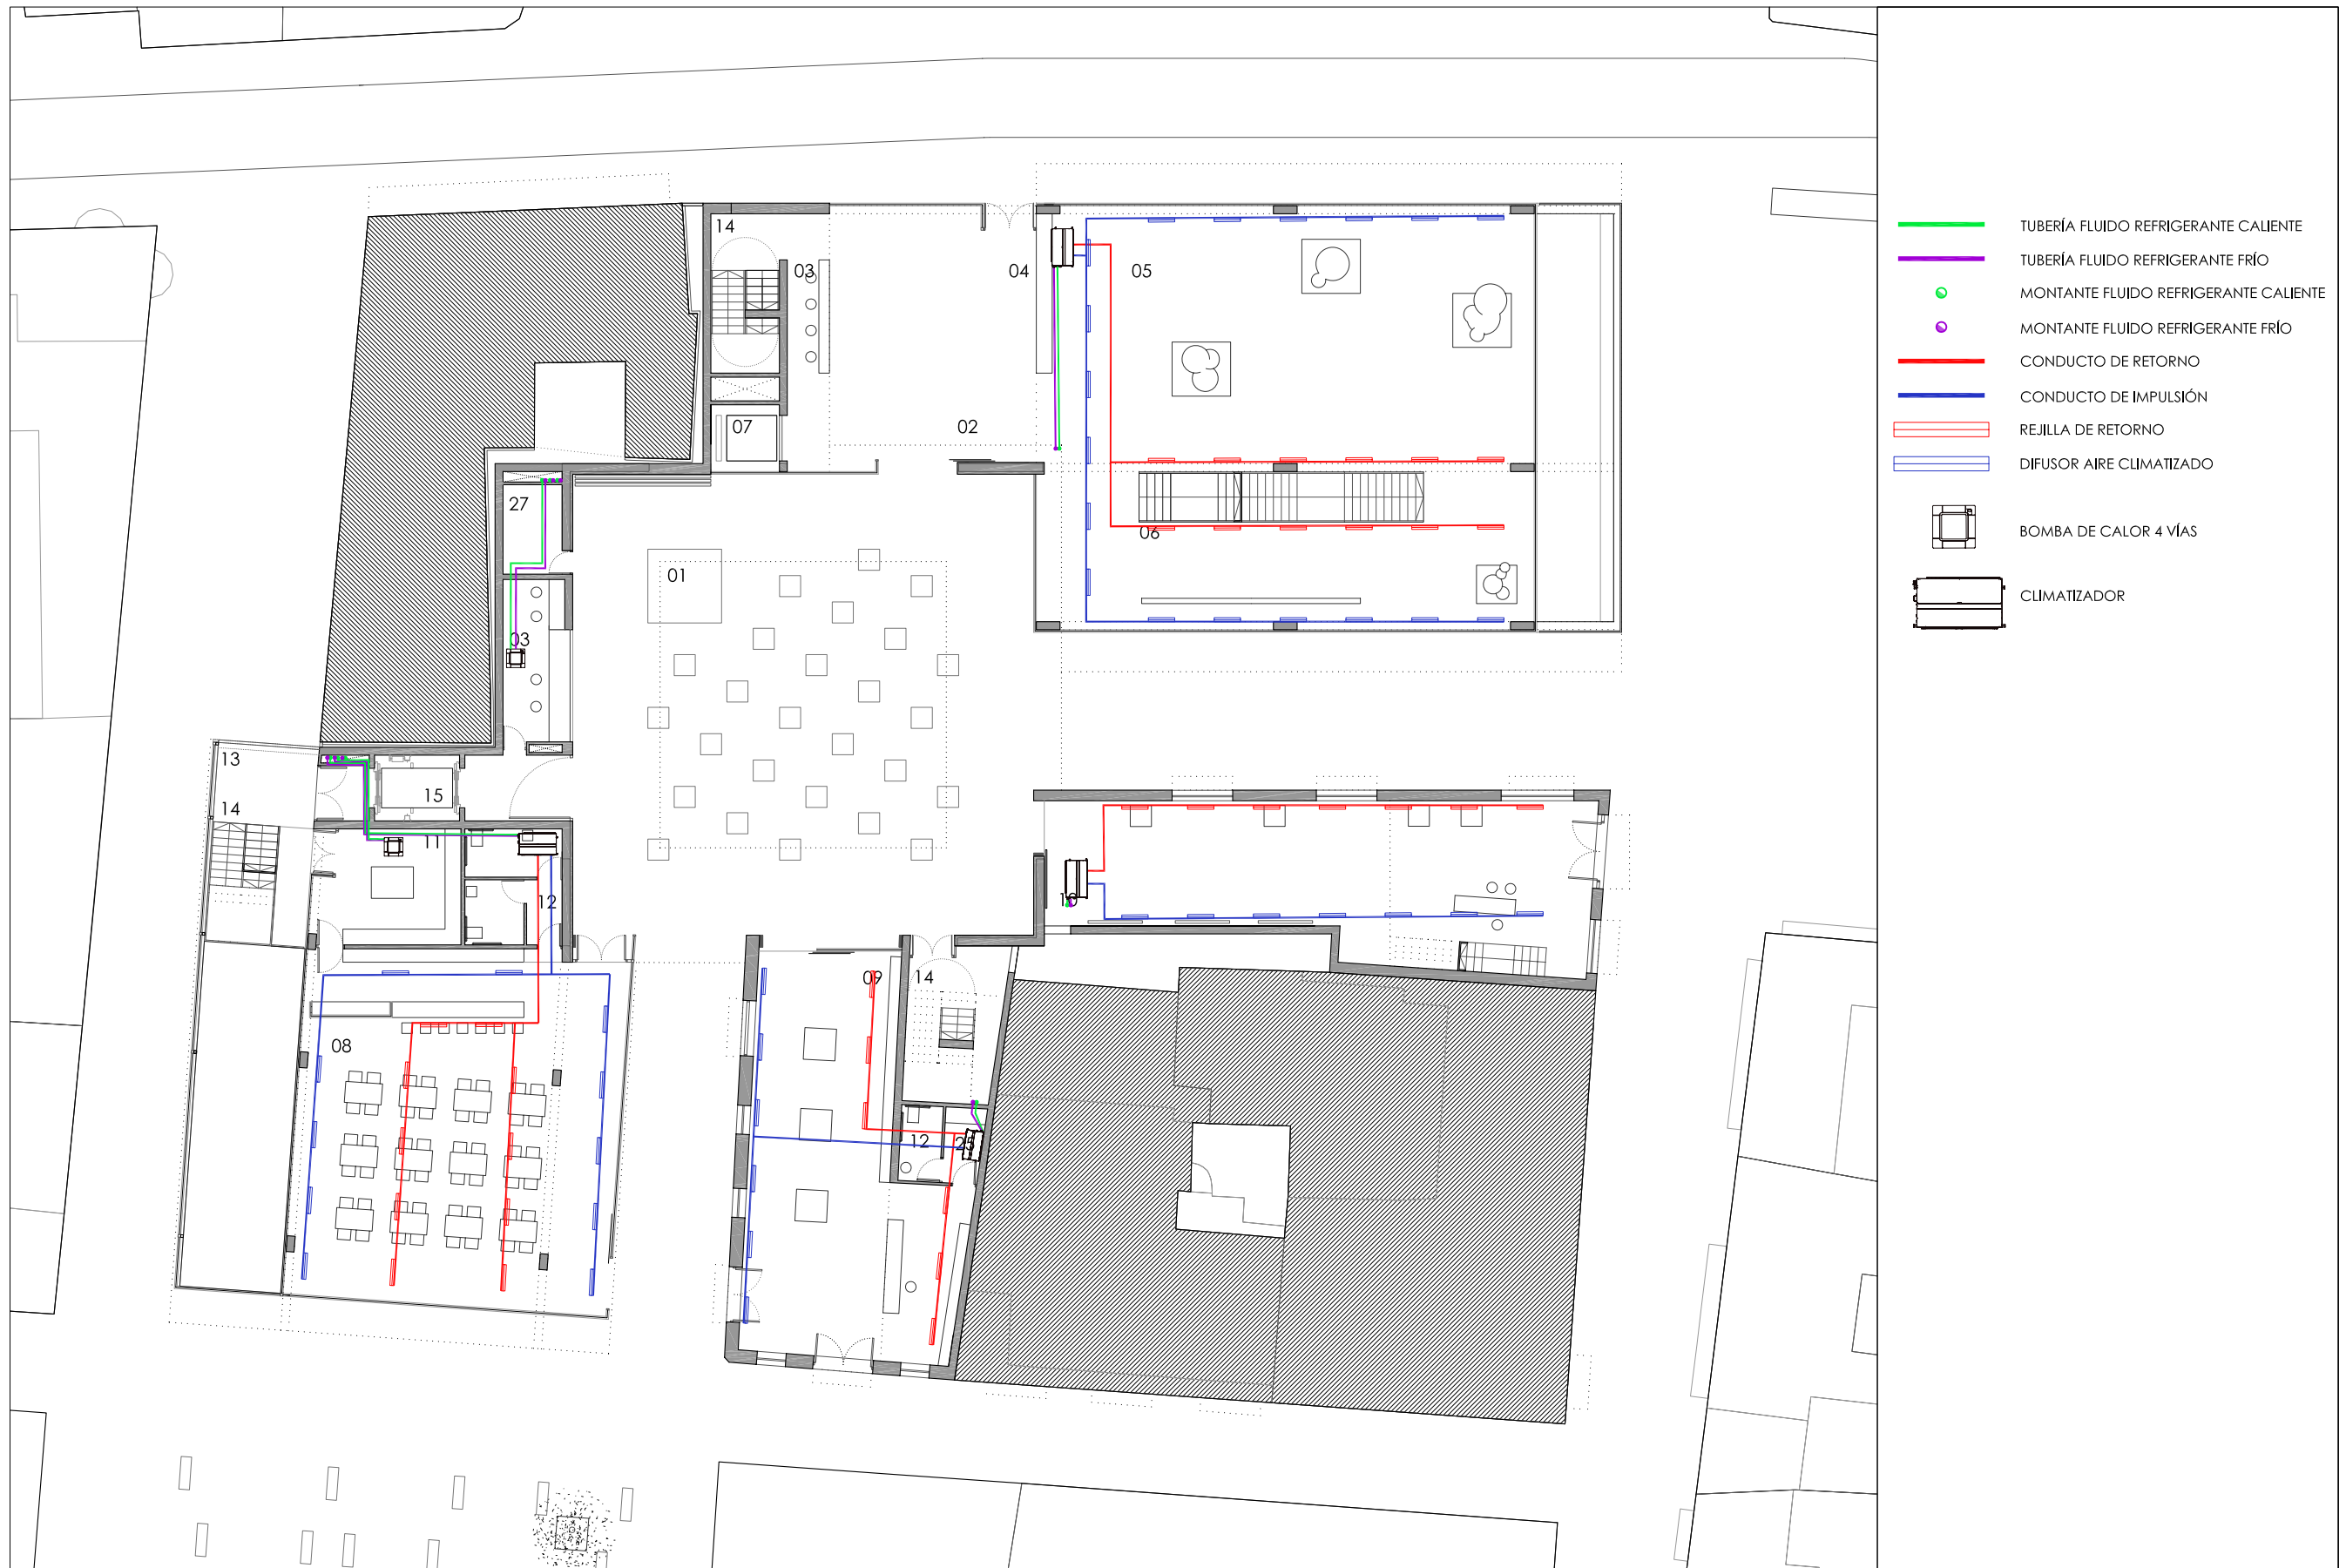 14
03
04
05
07
02
27
01
06
03
13
14
15
11
12
10
09
14
08
12
25
TUBERÍA FLUIDO REFRIGERANTE CALIENTE
TUBERÍA FLUIDO REFRIGERANTE FRÍO
MONTANTE FLUIDO REFRIGERANTE CALIENTE
MONTANTE FLUIDO REFRIGERANTE FRÍO
CONDUCTO DE RETORNO
CONDUCTO DE IMPULSIÓN
REJILLA DE RETORNO
DIFUSOR AIRE CLIMATIZADO
BOMBA DE CALOR 4 VÍAS
CLIMATIZADOR